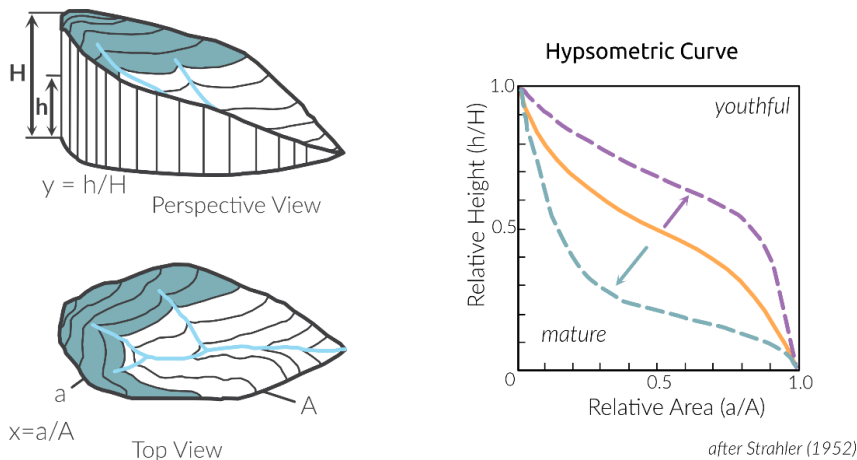 H
h
y = h/H
Perspective View
a
A
x=a/A
Top View
Hypsometric Curve
1.0
youthful
Relative Height (h/H)
0.5
mature
0
0.5
1.0
0
Relative Area (a/A)
after Strahler (1952)